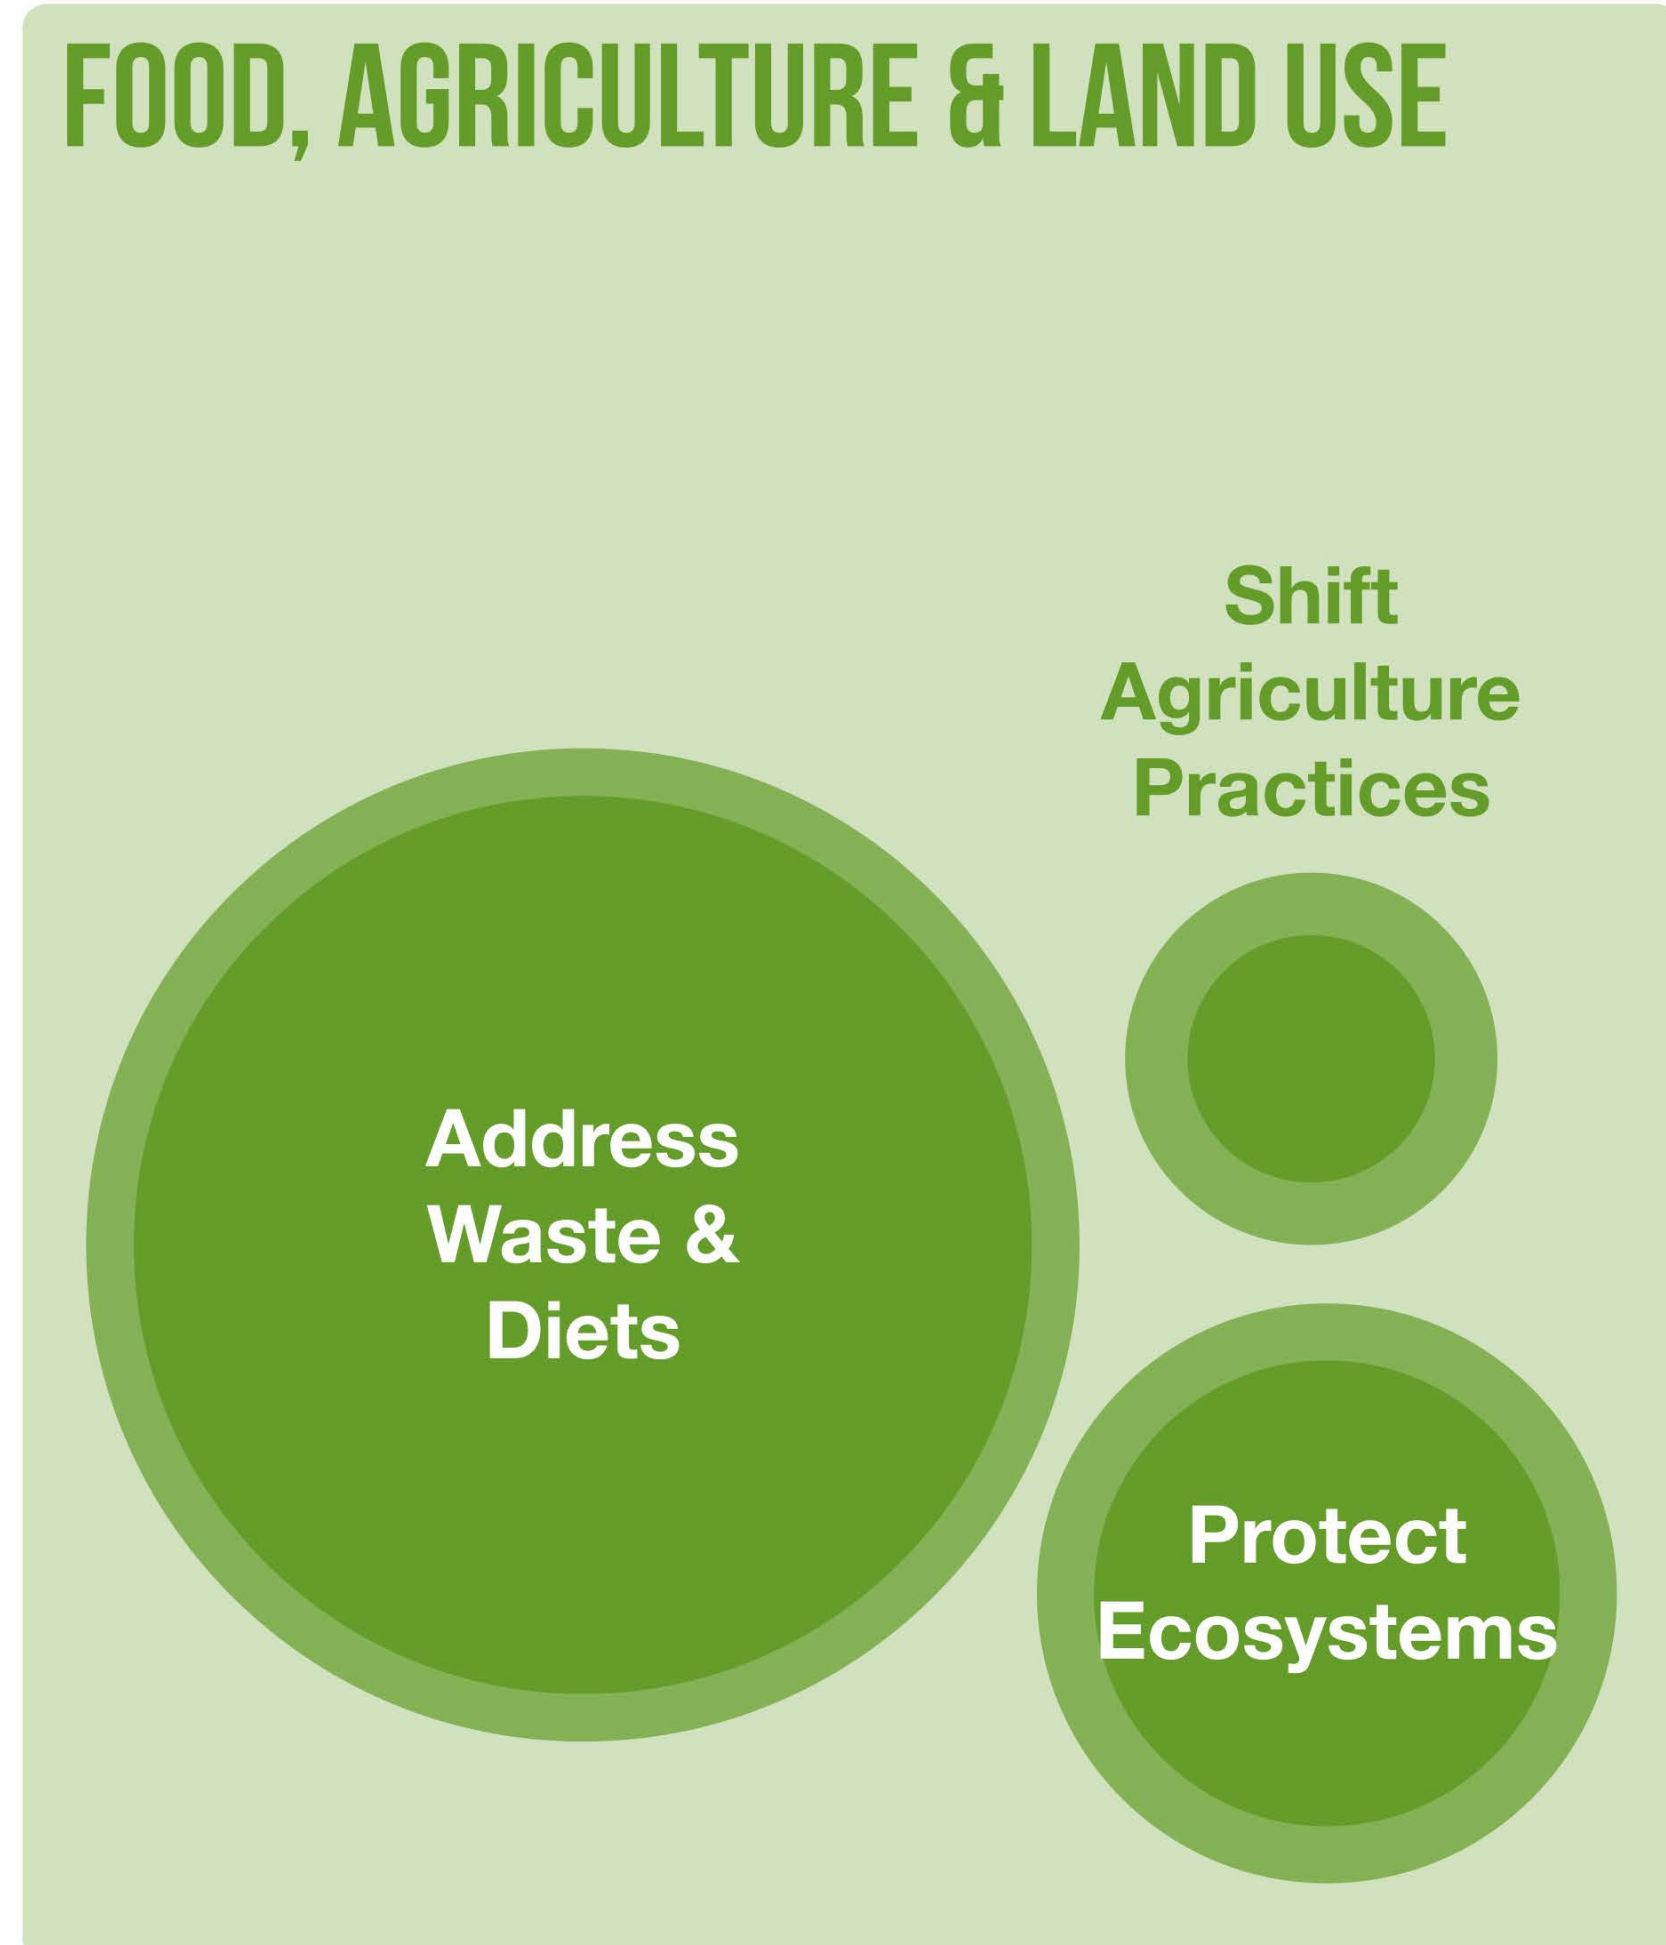 FOOD, AGRICULTURE & LAND USE
Shift
Agriculture
Practices
Address
Waste &
Diets
Protect
Ecosystems